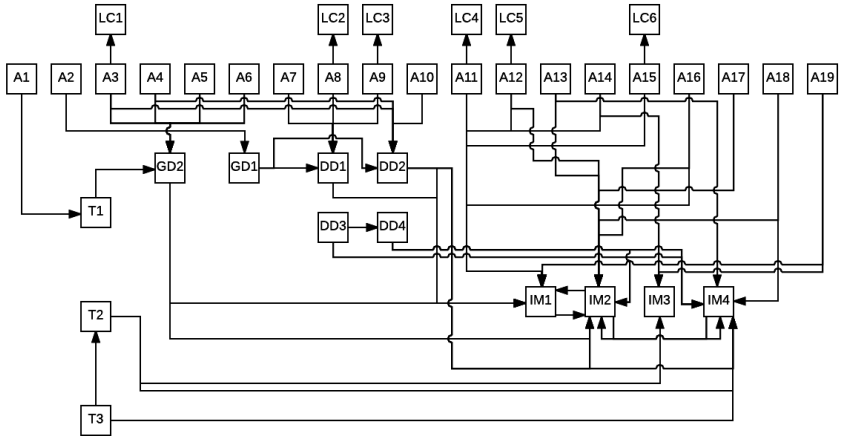 LC1 LC2 LC3 LC4 LC5 LC6
A1 A2 A3 A4 A5 A6 A7 A8 A9 A10 A11 A12 A13 A14 A15 A16 A17 A18 A19
GD2 GD1 DD1 DD2
T1 DD3 DD4
IM1 IM2 IM3 IM4
T2
T3